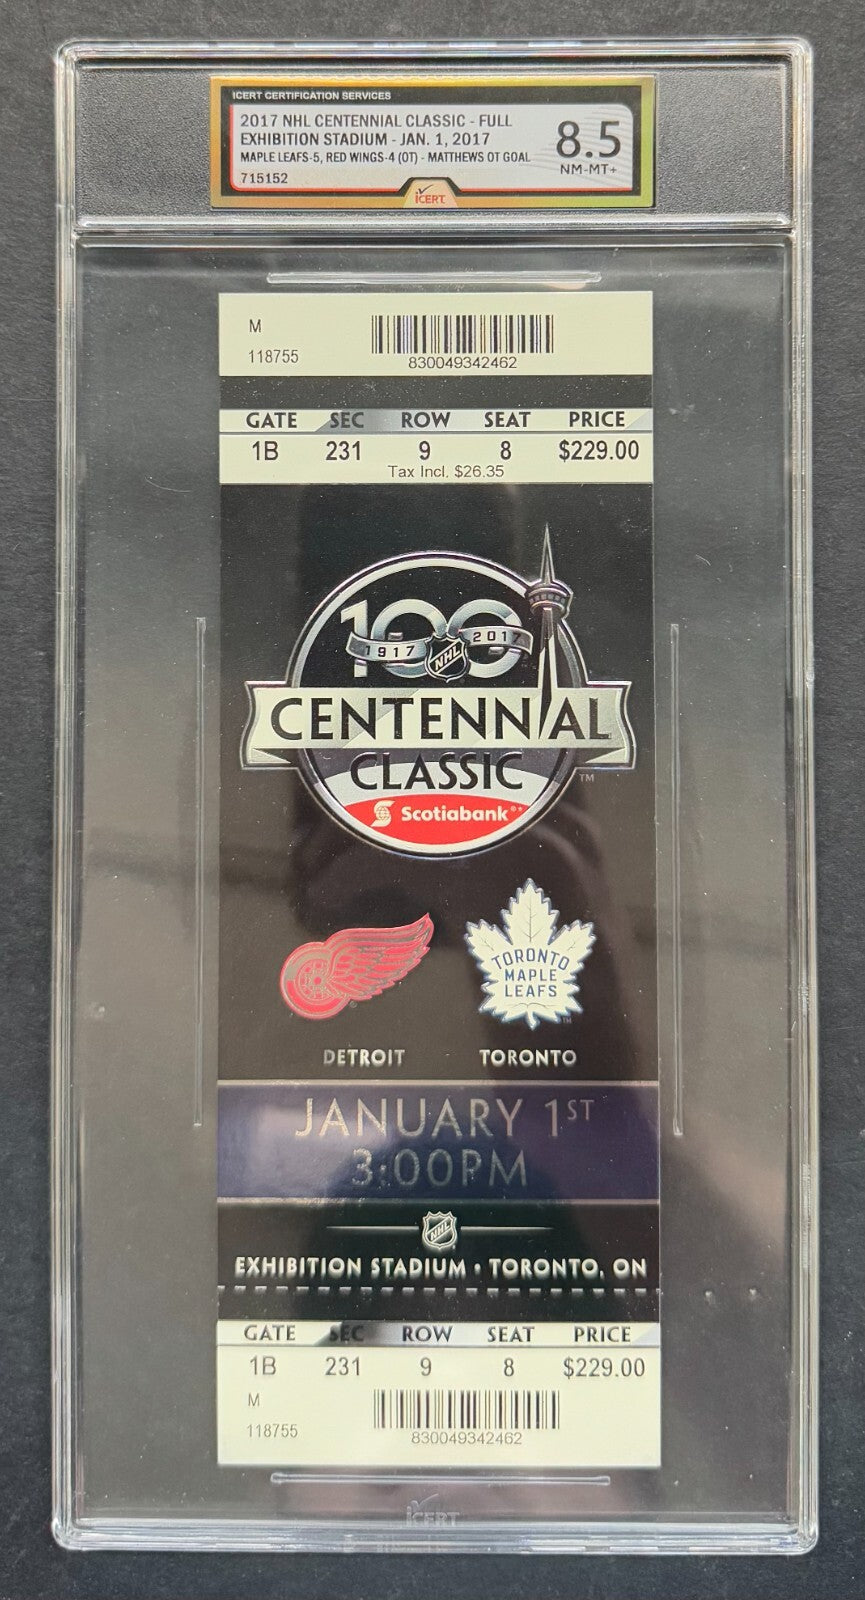 ICERT CERTIFICATION SERVICES
2017 NHL CENTENNIAL CLASSIC - FULL
EXHIBITION STADIUM - JAN. 1, 2017
MAPLE LEAFS-5, RED WINGS-4 (OT) - MATTHEWS OT GOAL
715152
8.5
NM-MT+
iCERT
M
118755
830049342462
GATE SEC ROW SEAT PRICE
1B 231 9 8 $229.00
Tax Incl. $26.35
100
1917 NHL 2017
CENTENNIAL
CLASSIC
TM
Scotiabank
TORONTO
MAPLE
LEAFS
DETROIT TORONTO
JANUARY 1ST
3:00PM
NHL
EXHIBITION STADIUM • TORONTO, ON
GATE SEC ROW SEAT PRICE
1B 231 9 8 $229.00
M
118755
830049342462
iCERT